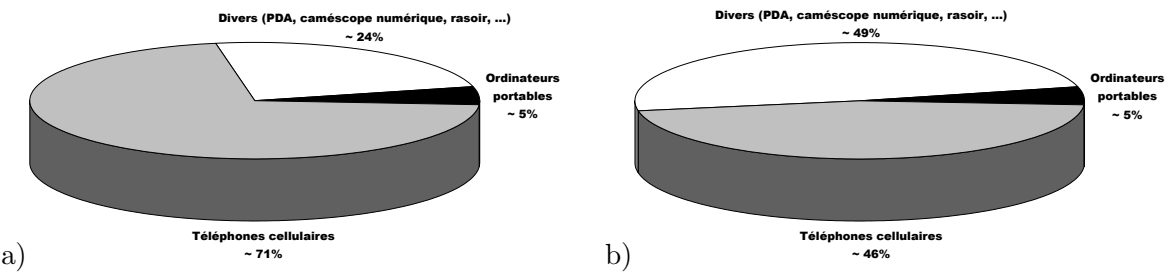 Divers (PDA, caméscope numérique, rasoir, ...)
~ 24%
Ordinateurs
portables
~ 5%
Téléphones cellulaires
~ 71%
a)
Divers (PDA, caméscope numérique, rasoir, ...)
~ 49%
Ordinateurs
portables
~ 5%
Téléphones cellulaires
~ 46%
b)